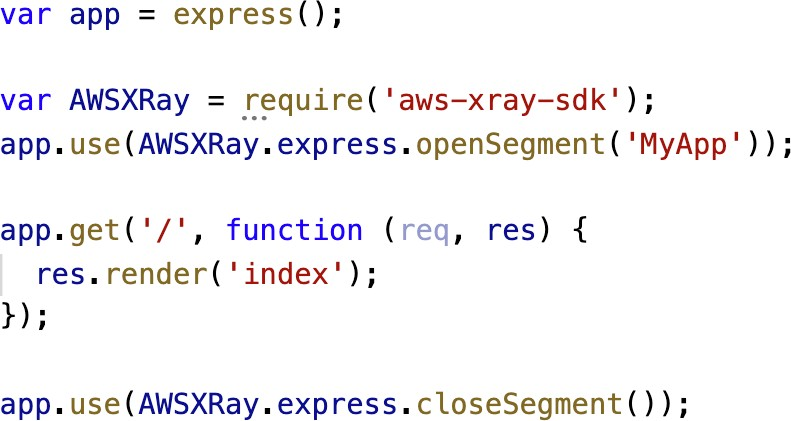 var app = express();
var AWSXRay = require('aws-xray-sdk');
app.use(AWSXRay.express.openSegment('MyApp'));
app.get('/', function (req, res) {
  res.render('index');
});
app.use(AWSXRay.express.closeSegment());